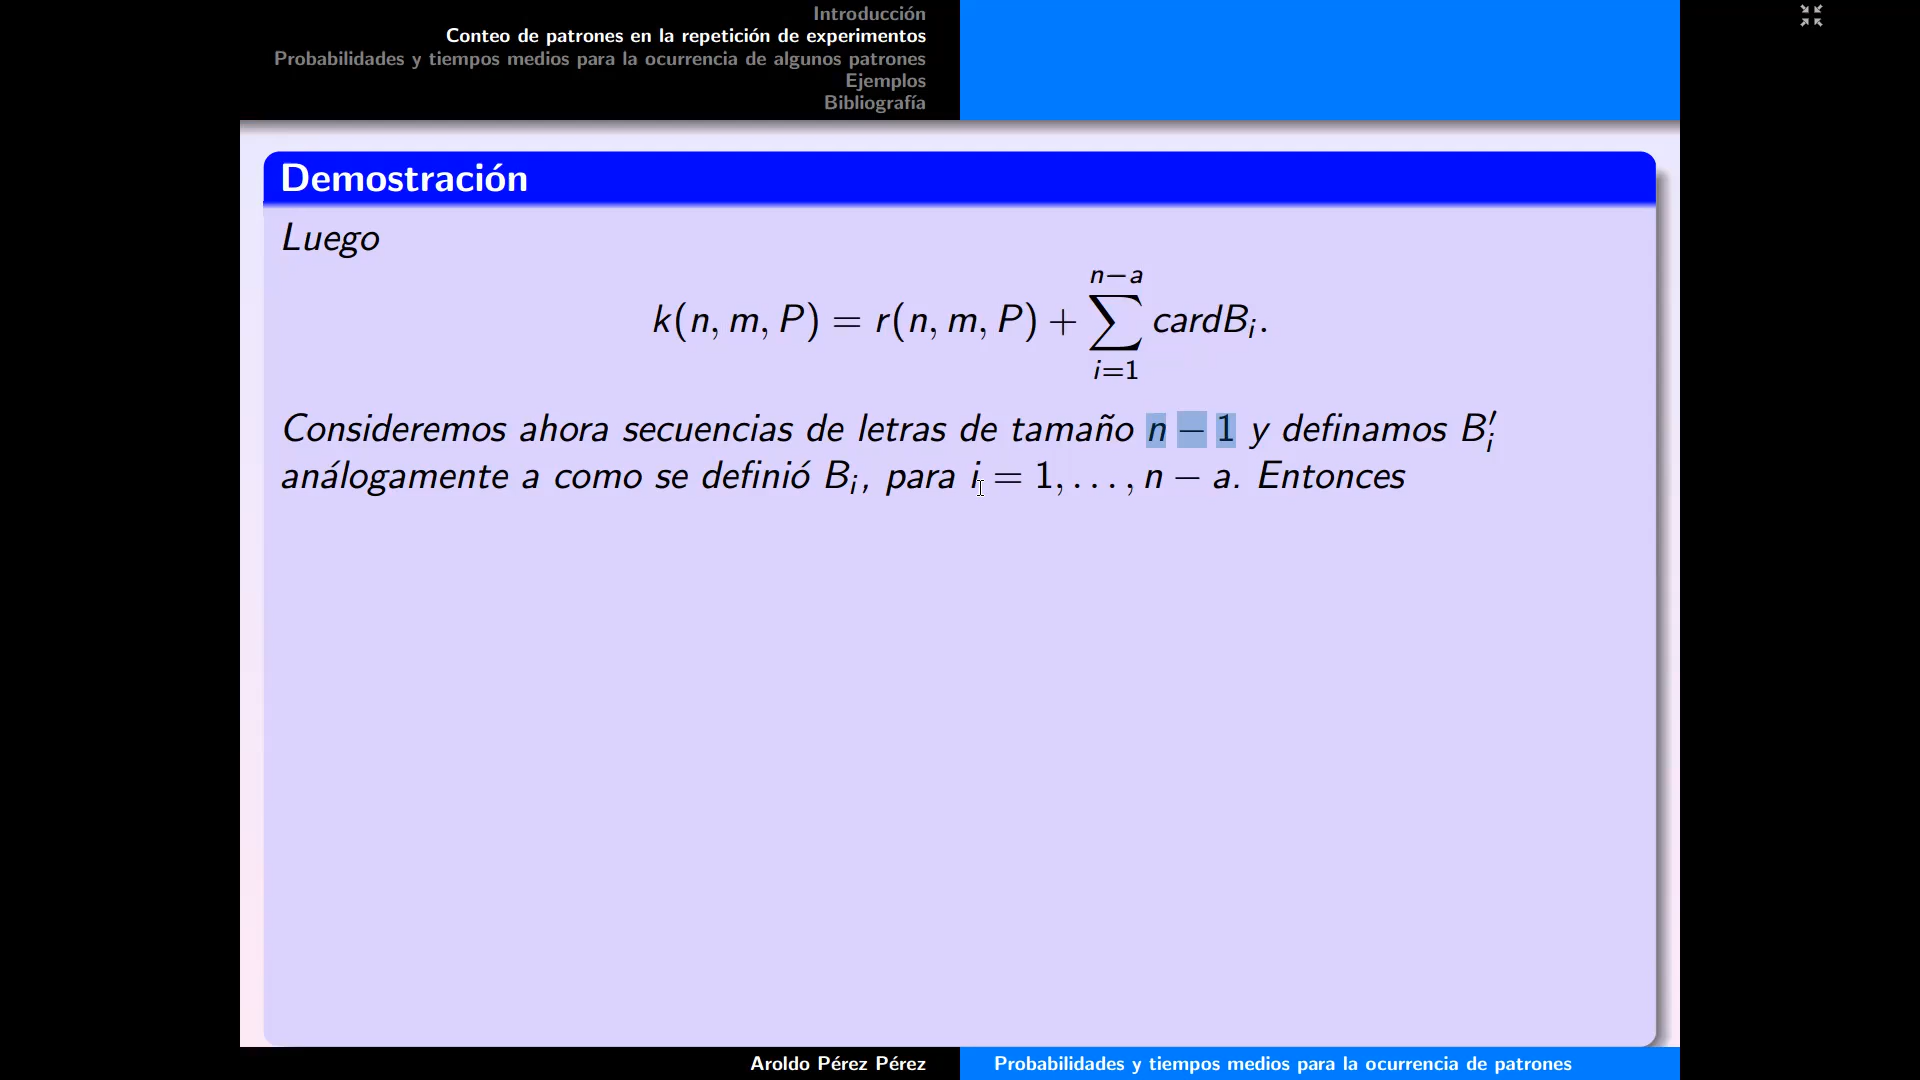 Introducción
Conteo de patrones en la repetición de experimentos
Probabilidades y tiempos medios para la ocurrencia de algunos patrones
Ejemplos
Bibliografía
Demostración
Luego
k(n, m, P) = r(n, m, P) + ∑_{i=1}^{n−a} cardB_i.
Consideremos ahora secuencias de letras de tamaño n − 1 y definamos B′_i
análogamente a como se definió B_i, para i = 1, . . . , n − a. Entonces
Aroldo Pérez Pérez
Probabilidades y tiempos medios para la ocurrencia de patrones